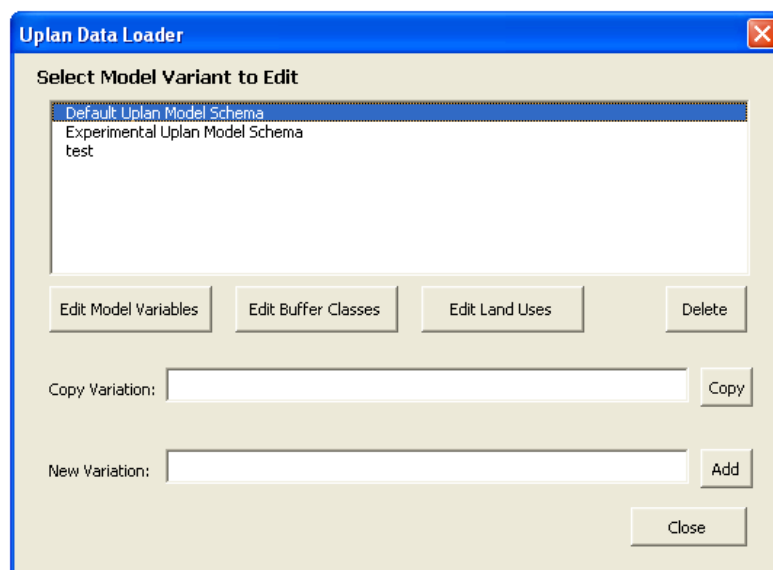 Uplan Data Loader
Select Model Variant to Edit
Default Uplan Model Schema
Experimental Uplan Model Schema
test
Edit Model Variables Edit Buffer Classes Edit Land Uses Delete
Copy Variation: Copy
New Variation: Add
Close